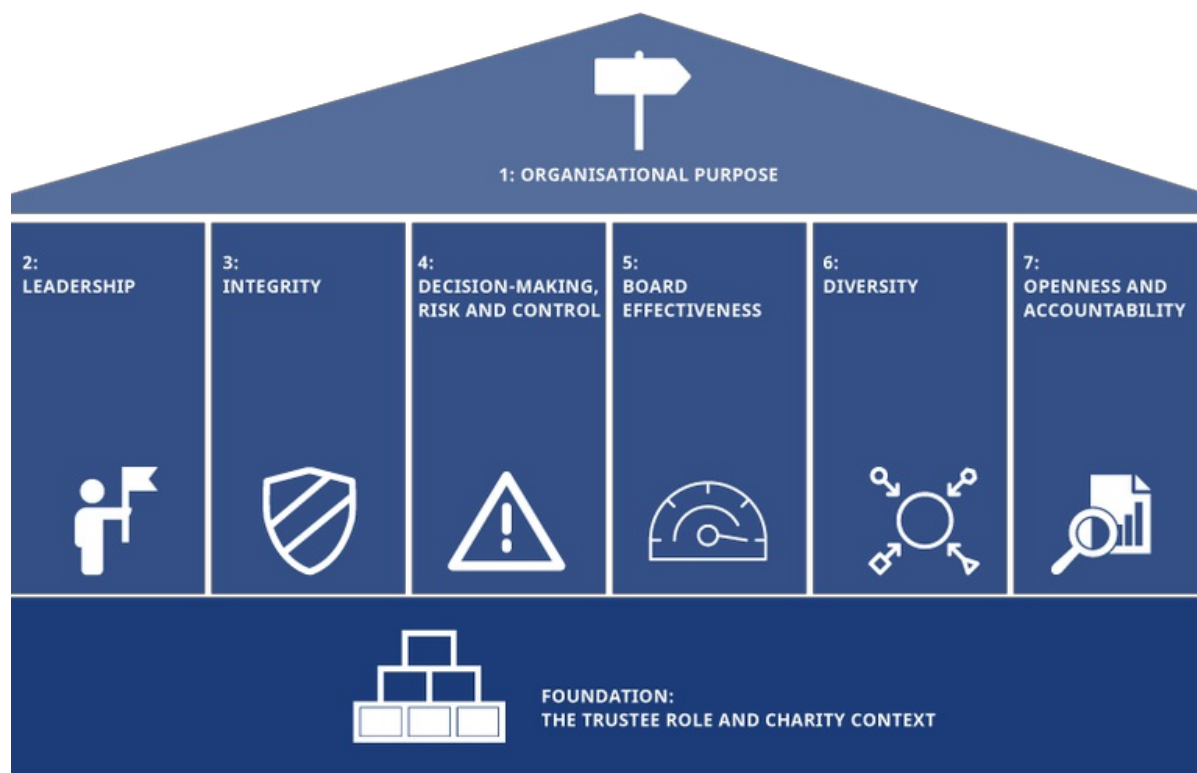 1: ORGANISATIONAL PURPOSE
2:
LEADERSHIP
3:
INTEGRITY
4:
DECISION-MAKING,
RISK AND CONTROL
5:
BOARD
EFFECTIVENESS
6:
DIVERSITY
7:
OPENNESS AND
ACCOUNTABILITY
FOUNDATION:
THE TRUSTEE ROLE AND CHARITY CONTEXT